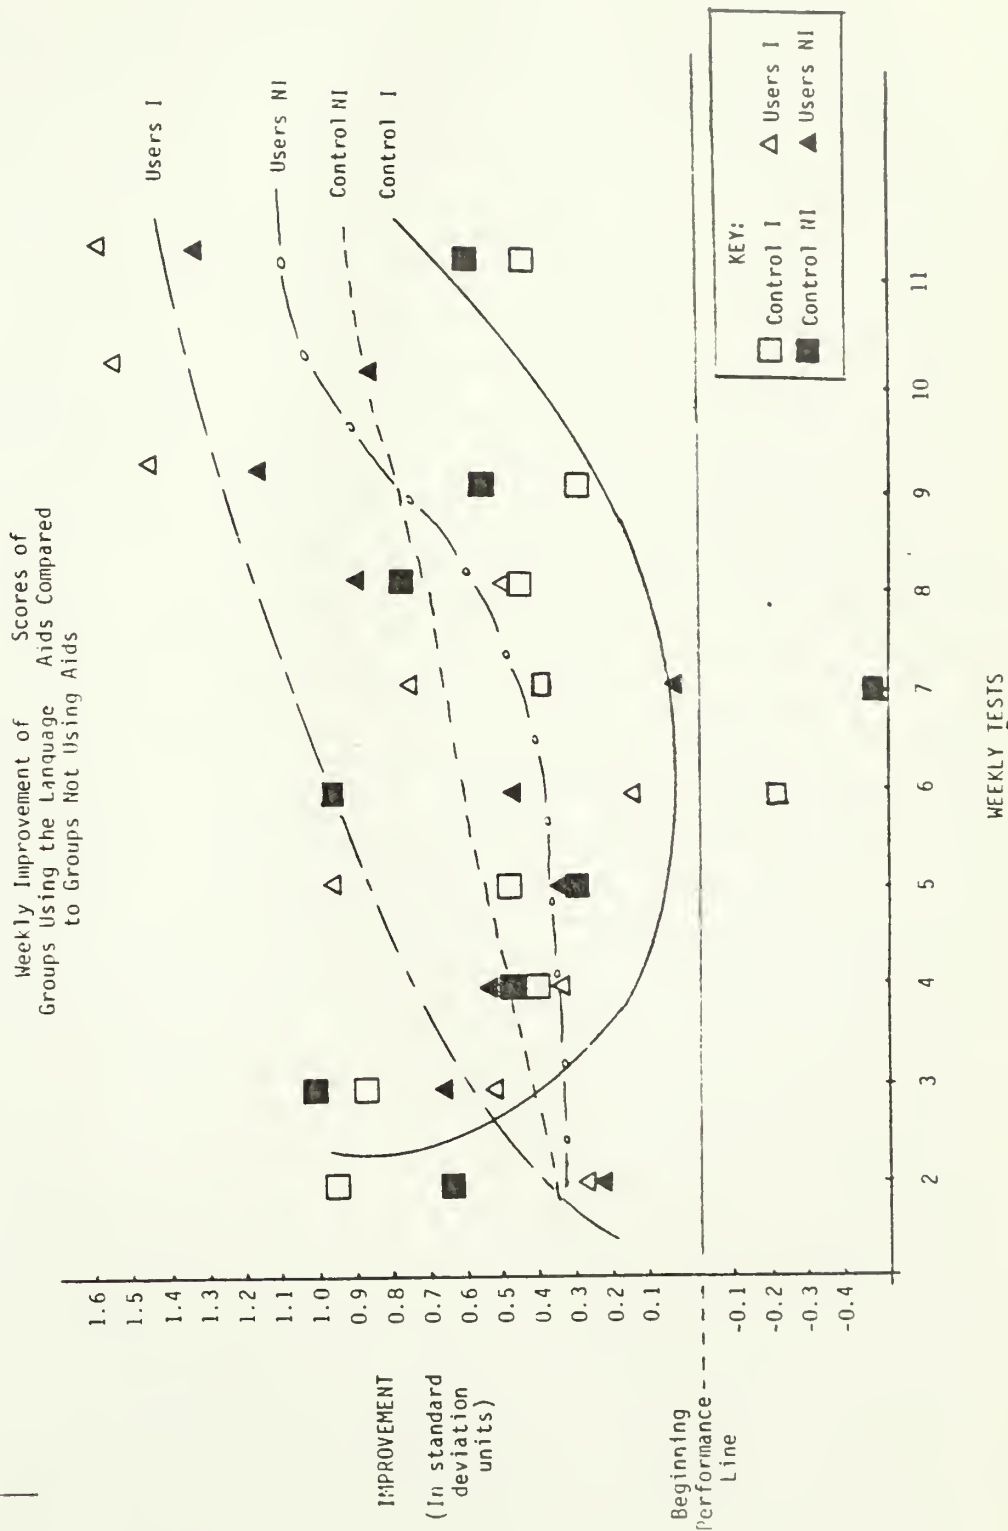 Weekly Improvement of Scores of
Groups Using the Language Aids Compared
to Groups Not Using Aids
1.6
1.4
1.3
1.2
1.1
1.0
0.9
0.8
0.7
0.6
0.5
0.4
0.3
0.2
0.1
-0.1
-0.2
-0.3
-0.4
IMPROVEMENT
(In standard
deviation
units)
Beginning
Performance
Line
Users I
Users NI
Control NI
Control I
KEY:
Control I
Users I
Control NI
Users NI
2 3 4 5 6 7 8 9 10 11
WEEKLY TESTS